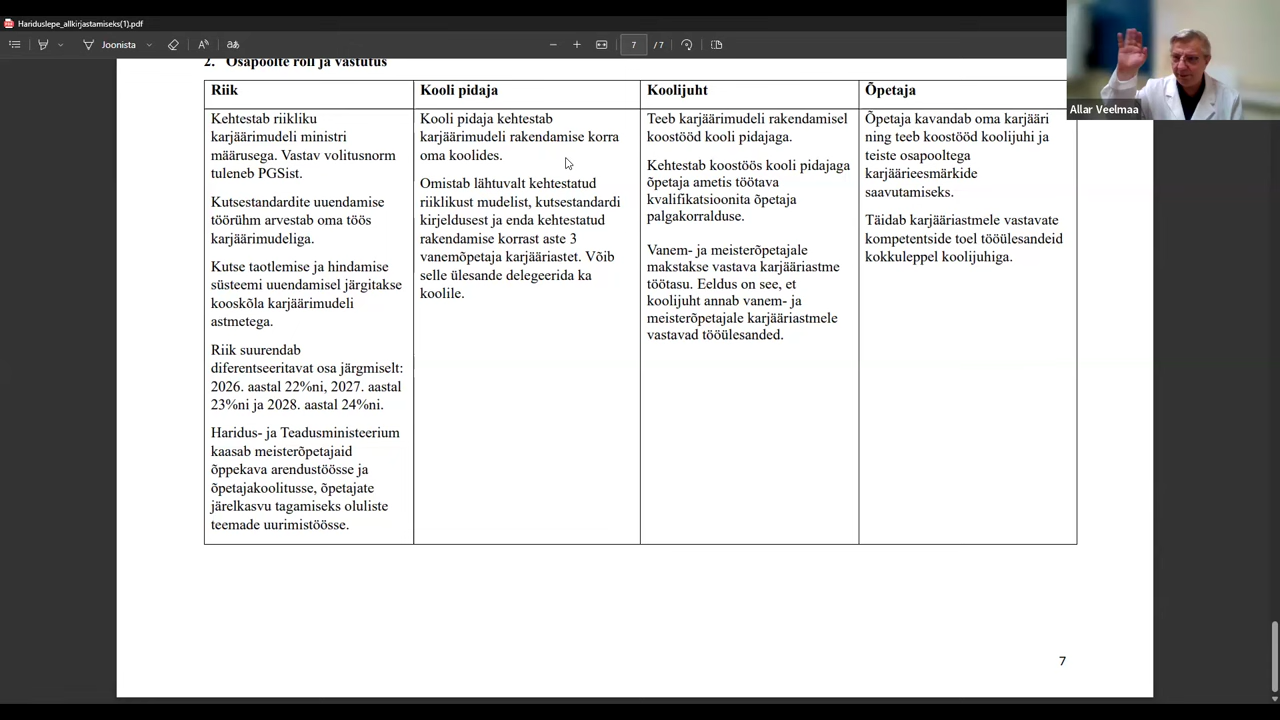 Hariduslepe_allkirjastamiseks(1).pdf
Joonista
7 / 7
Allar Veelmaa
2. Osapoolte roll ja vastutus
Riik
Kehtestab riikliku
karjäärimudeli ministri
määrusega. Vastav volitusnorm
tuleneb PGSist.
Kutsestandardite uuendamise
töörühm arvestab oma töös
karjäärimudeliga.
Kutse taotlemise ja hindamise
süsteemi uuendamisel järgitakse
kooskõla karjäärimudeli
astmetega.
Riik suurendab
diferentseeritavat osa järgmiselt:
2026. aastal 22%ni, 2027. aastal
23%ni ja 2028. aastal 24%ni.
Haridus- ja Teadusministeerium
kaasab meisterõpetajaid
õppekava arendustöösse ja
õpetajakoolitusse, õpetajate
järelkasvu tagamiseks oluliste
teemade uurimistöösse.
Kooli pidaja
Kooli pidaja kehtestab
karjäärimudeli rakendamise korra
oma koolides.
Omistab lähtuvalt kehtestatud
riiklikust mudelist, kutsestandardi
kirjeldusest ja enda kehtestatud
rakendamise korrast aste 3
vanemõpetaja karjääriastet. Võib
selle ülesande delegeerida ka
koolile.
Koolijuht
Teeb karjäärimudeli rakendamisel
koostööd kooli pidajaga.
Kehtestab koostöös kooli pidajaga
õpetaja ametis töötava
kvalifikatsioonita õpetaja
palgakorralduse.
Vanem- ja meisterõpetajale
makstakse vastava karjääriastme
töötasu. Eeldus on see, et
koolijuht annab vanem- ja
meisterõpetajale karjääriastmele
vastavad tööülesanded.
Õpetaja
Õpetaja kavandab oma karjääri
ning teeb koostööd koolijuhi ja
teiste osapooltega
karjäärieesmärkide
saavutamiseks.
Täidab karjääriastmele vastavate
kompetentside toel tööülesandeid
kokkuleppel koolijuhiga.
7